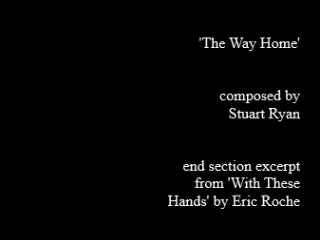 'The Way Home'
composed by
Stuart Ryan
end section excerpt
from 'With These
Hands' by Eric Roche